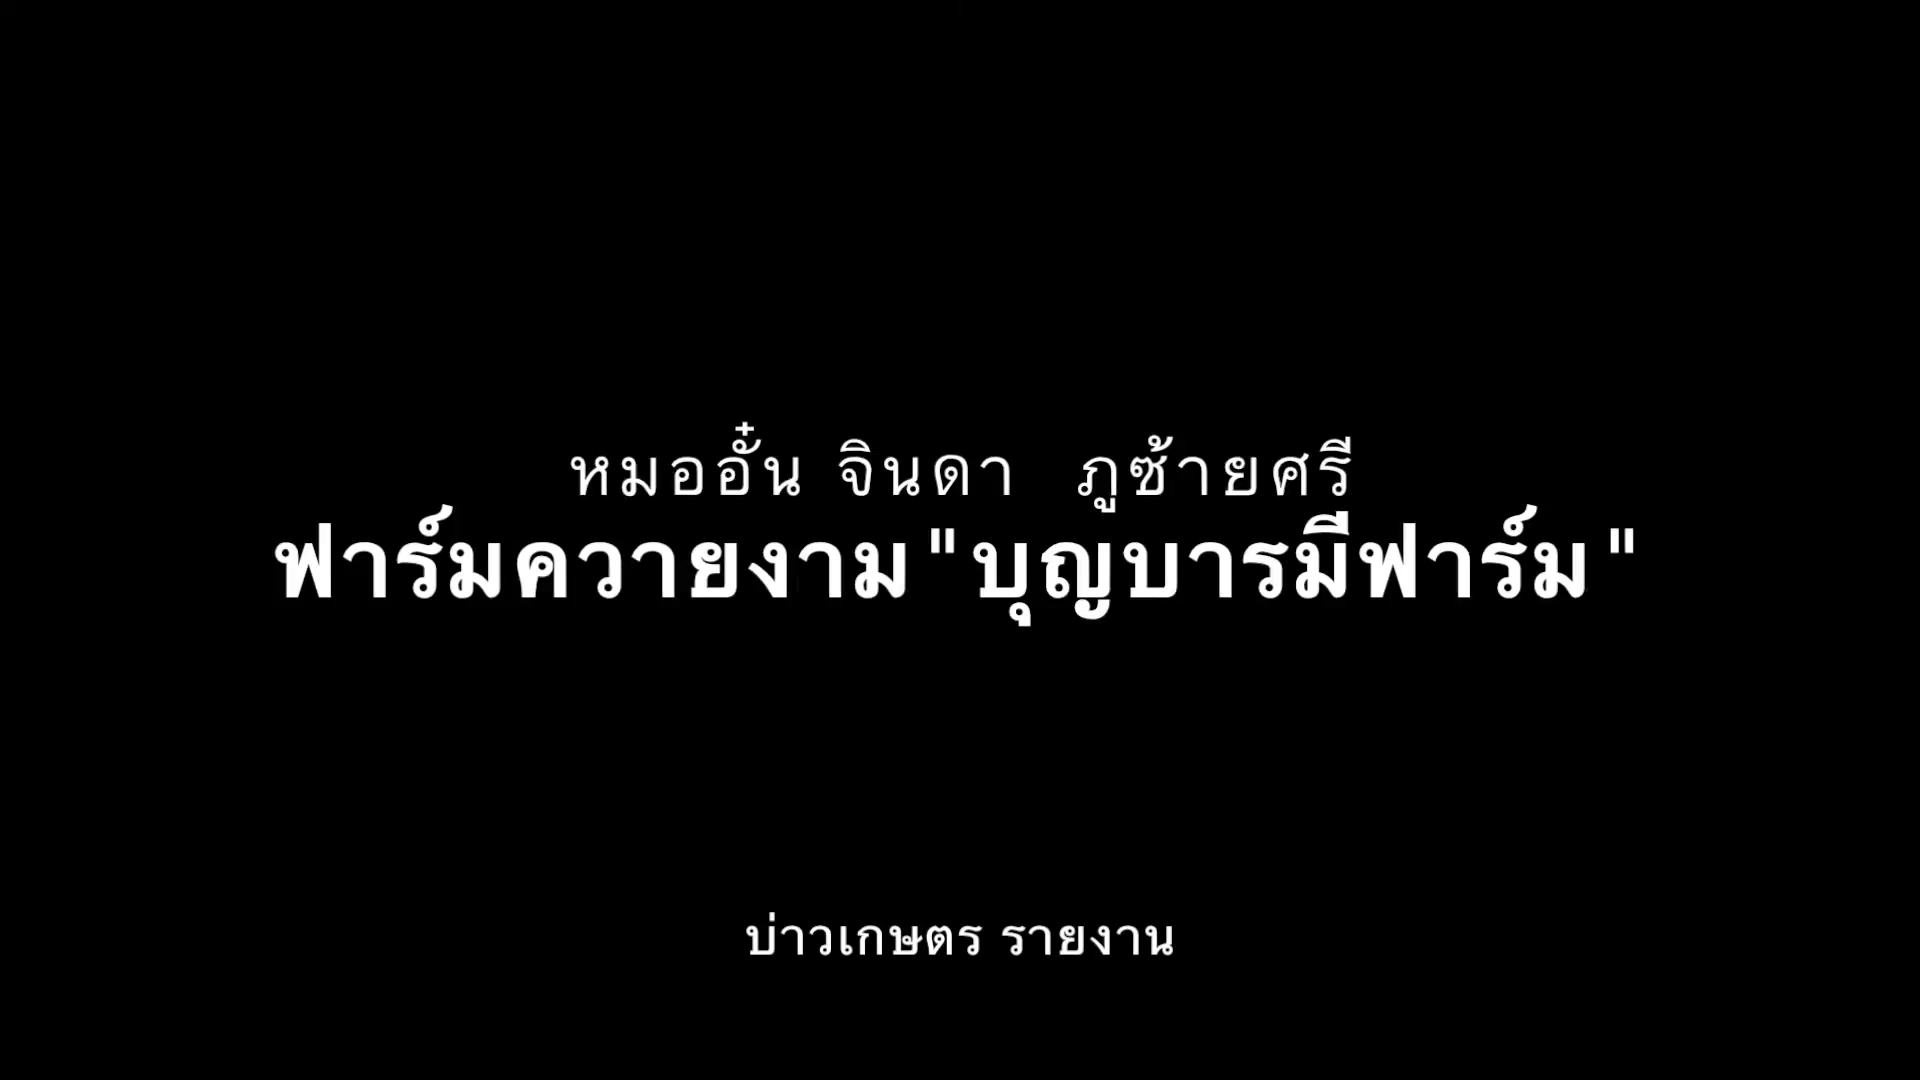 หมออั๋น จินดา  ภูซ้ายศรี
ฟาร์มควายงาม"บุญบารมีฟาร์ม"
บ่าวเกษตร รายงาน